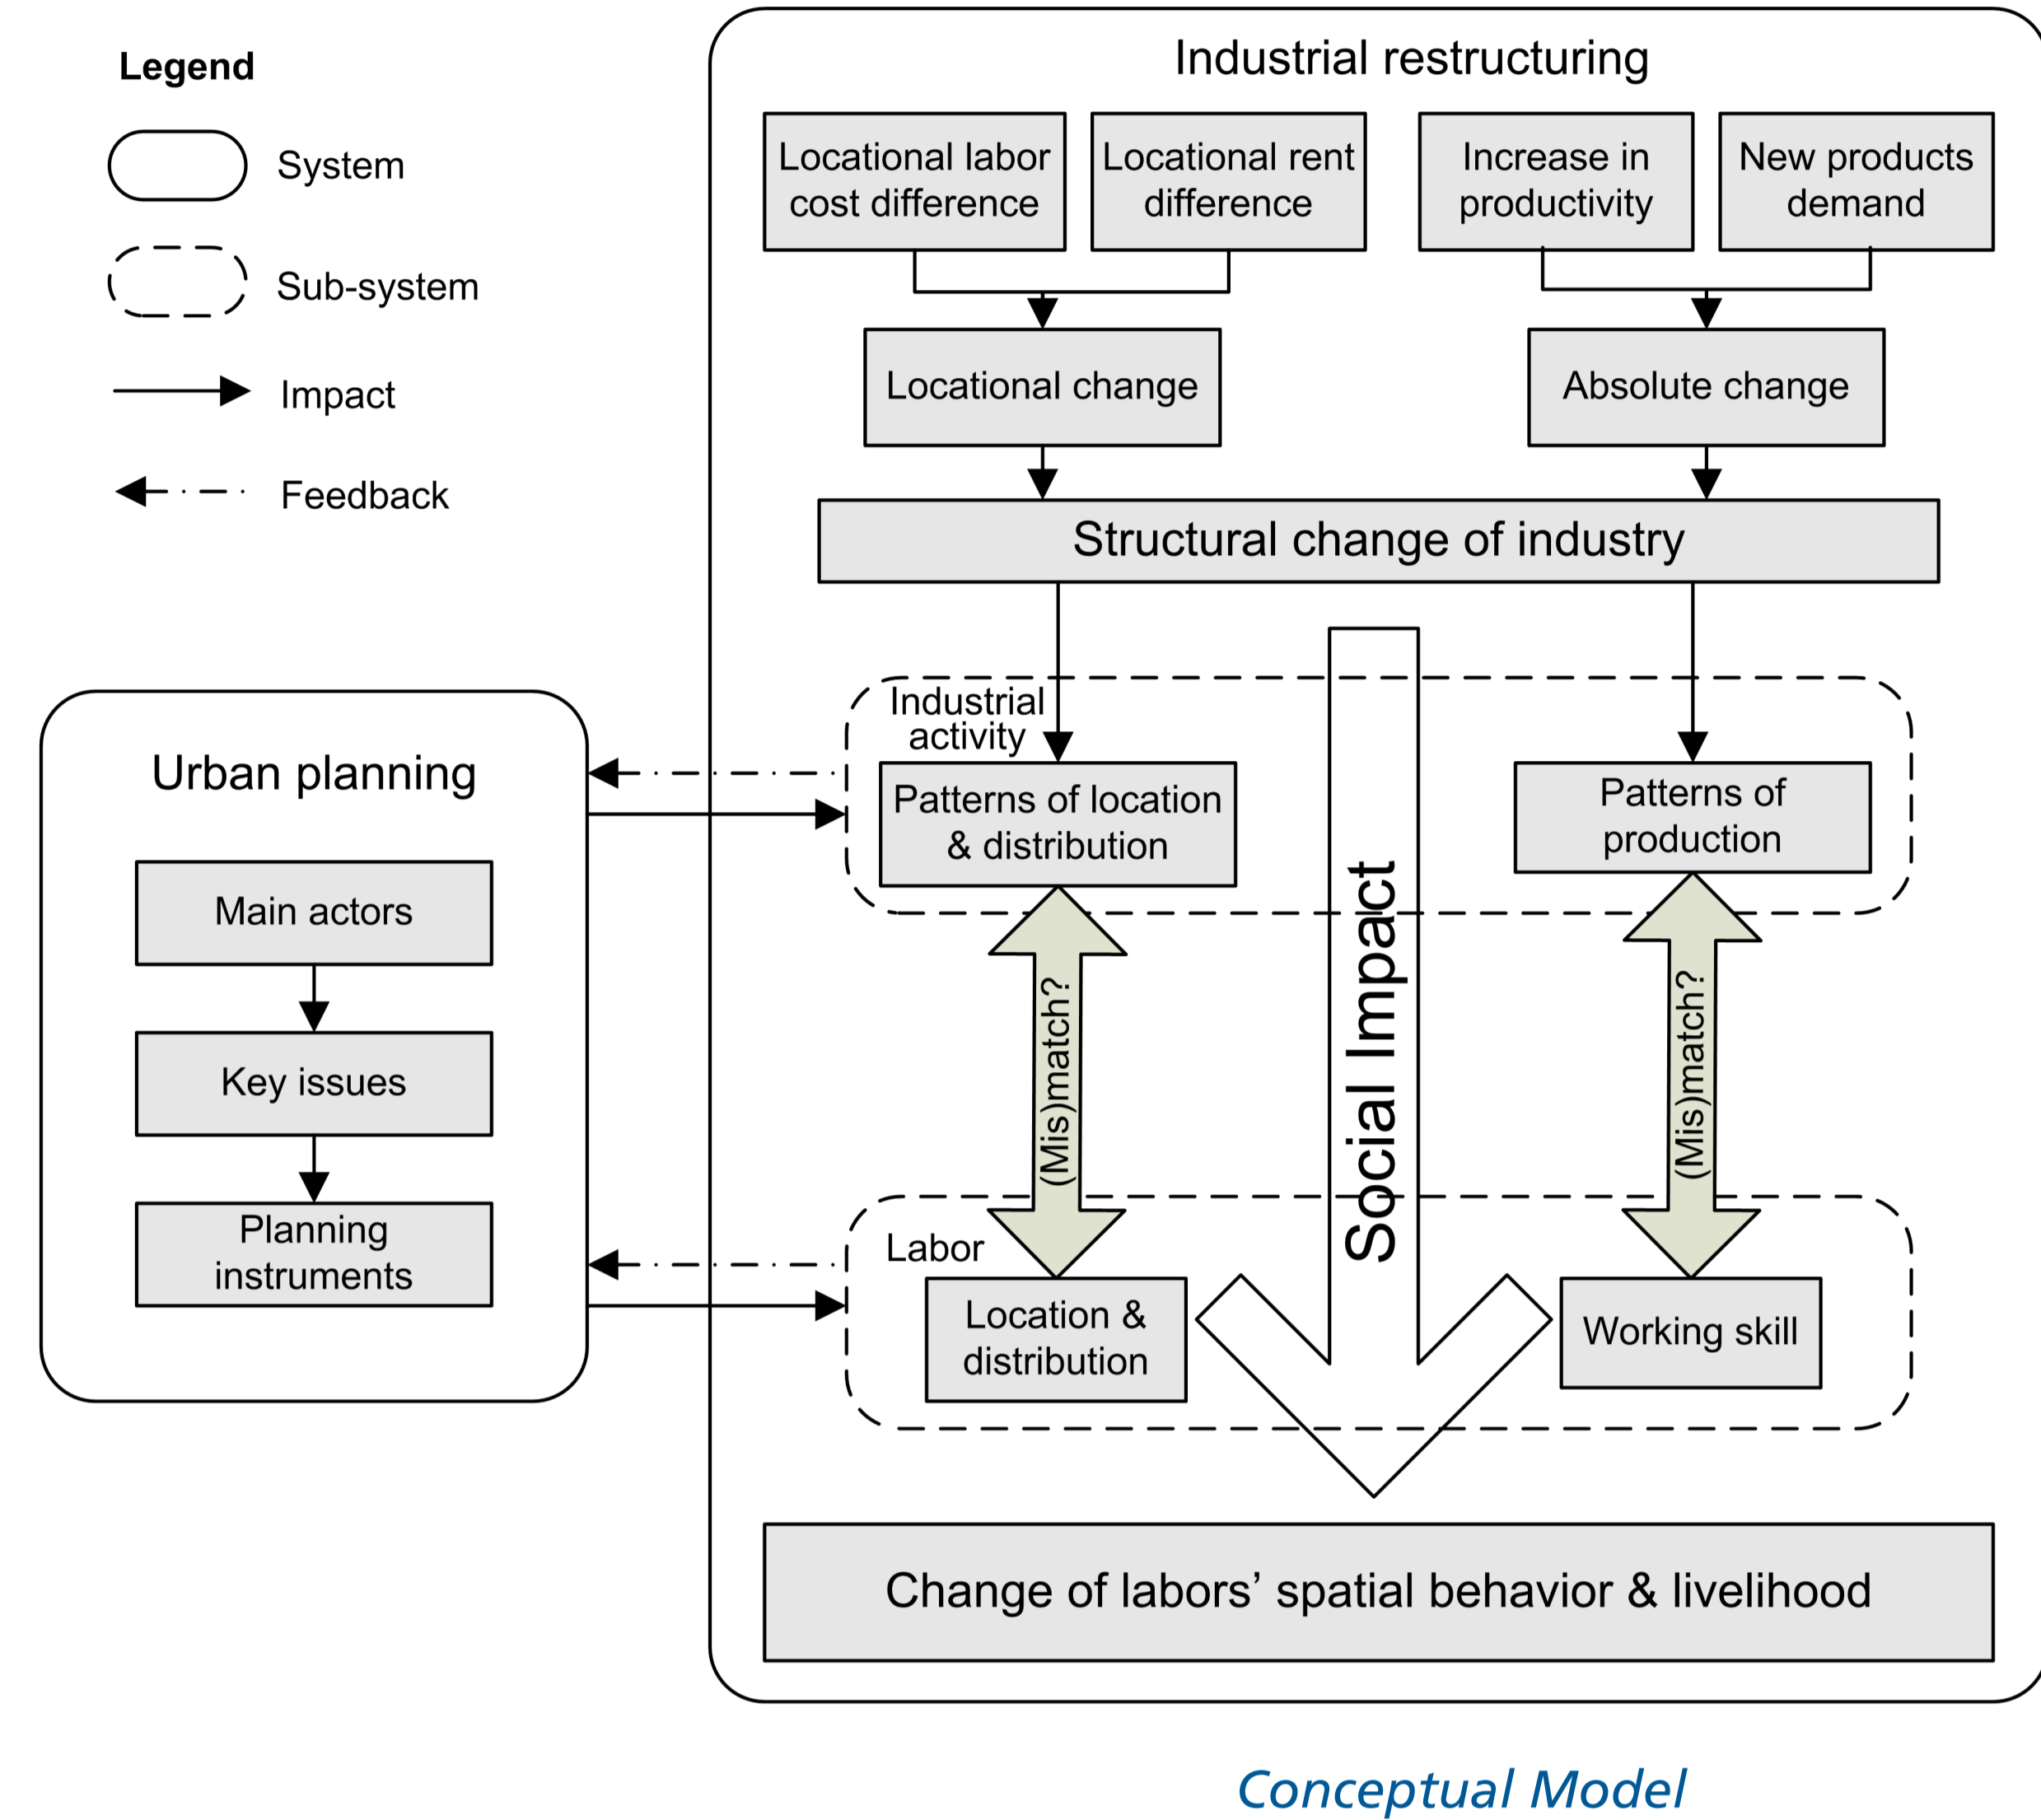 Legend
System
Sub-system
Impact
Feedback
Industrial restructuring
Locational labor
cost difference
Locational rent
difference
Increase in
productivity
New products
demand
Locational change
Absolute change
Structural change of industry
Industrial
activity
Patterns of location
& distribution
Patterns of
production
Urban planning
Main actors
Key issues
Planning
instruments
(Mis)match?
Social Impact
(Mis)match?
Labor
Location &
distribution
Working skill
Change of labors’ spatial behavior & livelihood
Conceptual Model